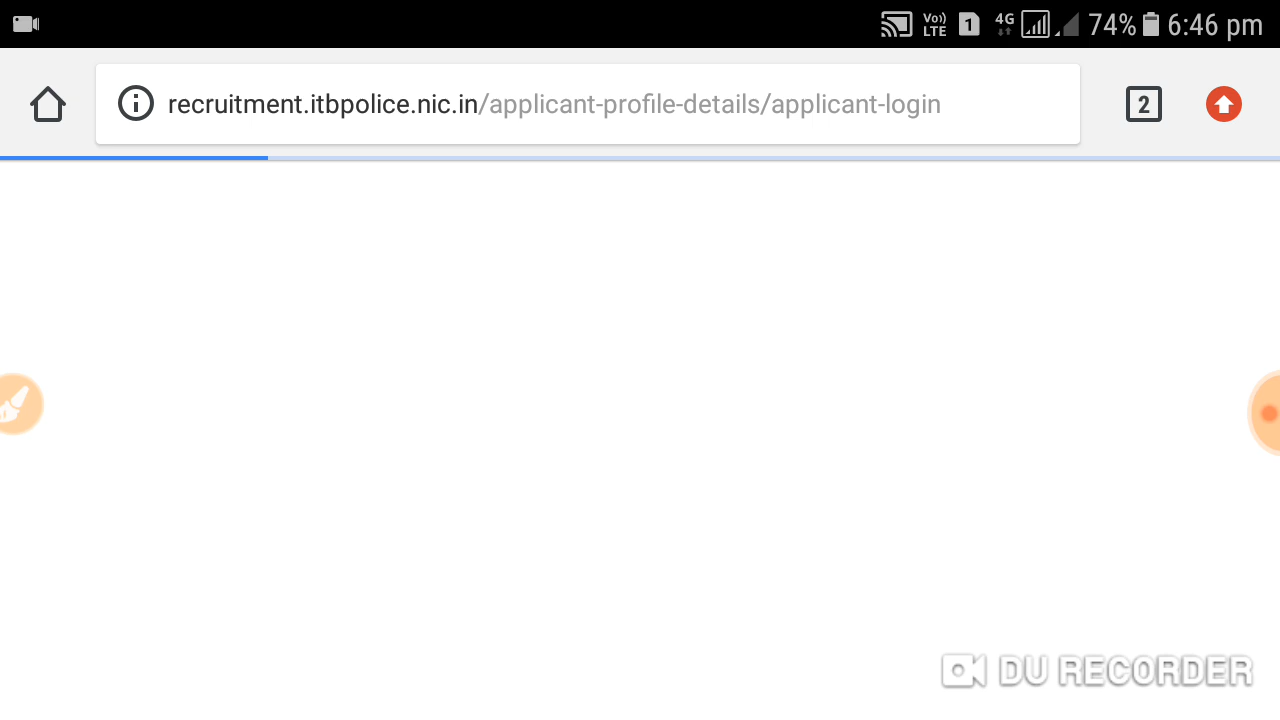 Vo)) LTE 1 4G 74% 6:46 pm
recruitment.itbpolice.nic.in/applicant-profile-details/applicant-login 2
DU RECORDER